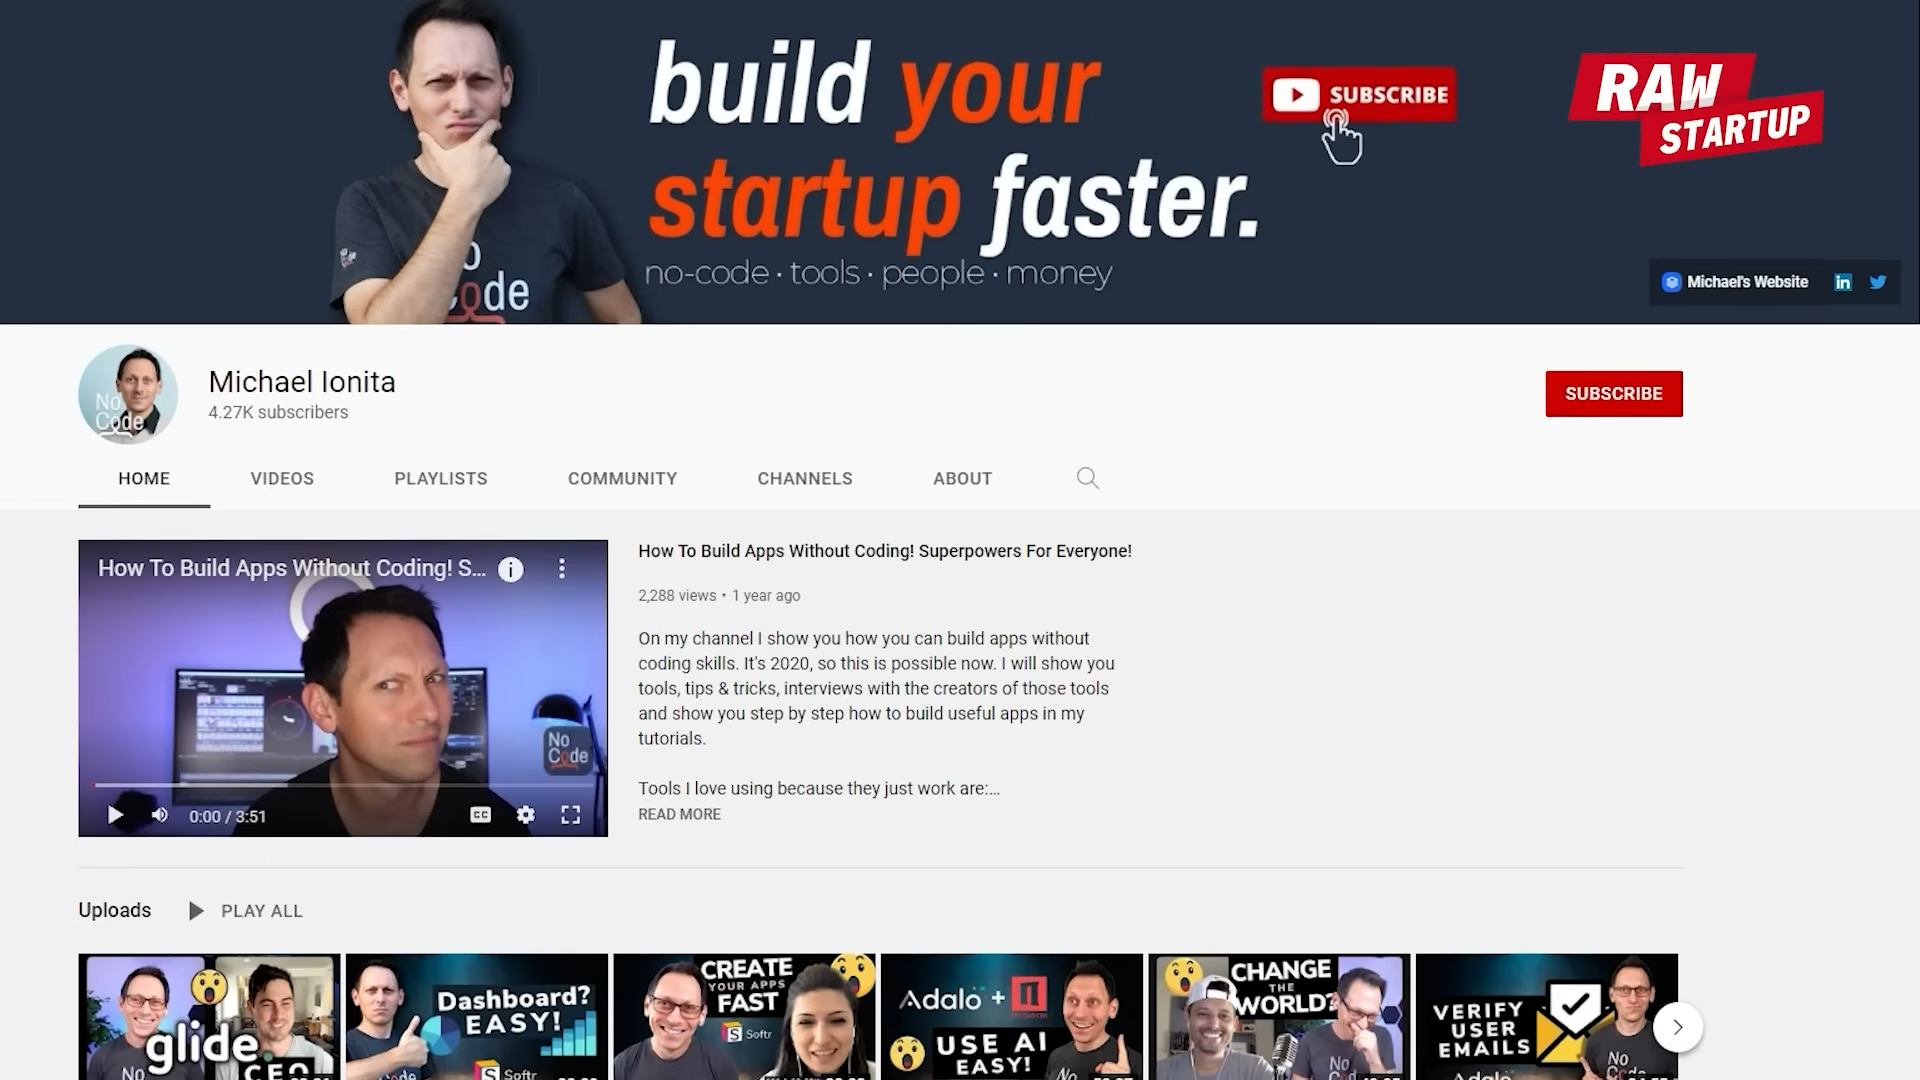 build your
startup faster.
no-code · tools · people · money
SUBSCRIBE
RAW
STARTUP
Michael's Website
No
Code
Michael Ionita
4.27K subscribers
SUBSCRIBE
HOME
VIDEOS
PLAYLISTS
COMMUNITY
CHANNELS
ABOUT
How To Build Apps Without Coding! S...
No
Code
0:00 / 3:51
How To Build Apps Without Coding! Superpowers For Everyone!
2,288 views • 1 year ago
On my channel I show you how you can build apps without
coding skills. It's 2020, so this is possible now. I will show you
tools, tips & tricks, interviews with the creators of those tools
and show you step by step how to build useful apps in my
tutorials.
Tools I love using because they just work are:...
READ MORE
Uploads
PLAY ALL
glide
CEO
Dashboard?
EASY!
Softr
CREATE
YOUR APPS
FAST
Softr
Adalo +
USE AI
EASY!
CHANGE
THE
WORLD?
VERIFY
USER
EMAILS
Adalo